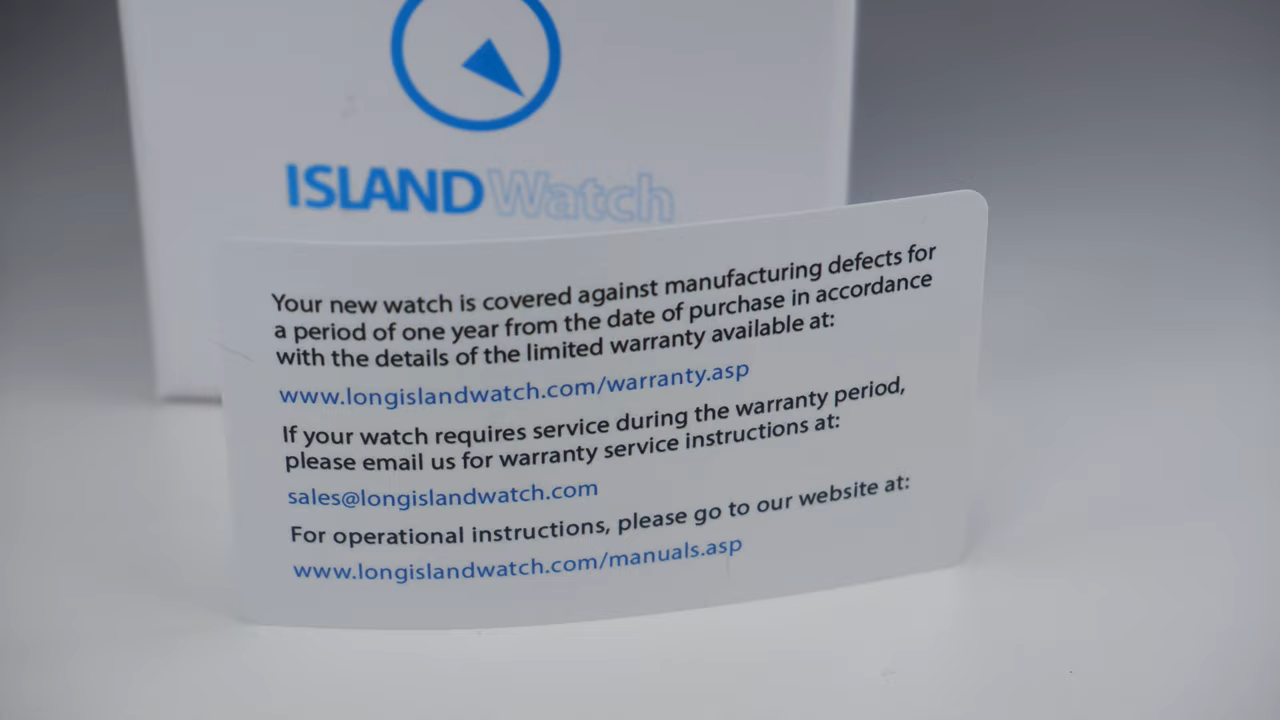 ISLAND Watch
Your new watch is covered against manufacturing defects for
a period of one year from the date of purchase in accordance
with the details of the limited warranty available at:
www.longislandwatch.com/warranty.asp
If your watch requires service during the warranty period,
please email us for warranty service instructions at:
sales@longislandwatch.com
For operational instructions, please go to our website at:
www.longislandwatch.com/manuals.asp